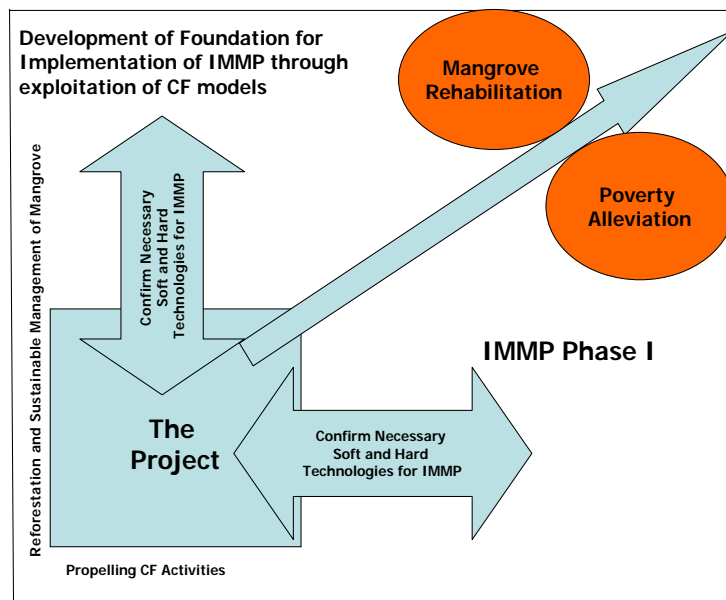 Development of Foundation for
Implementation of IMMP through
exploitation of CF models
Mangrove
Rehabilitation
Poverty
Alleviation
Reforestation and Sustainable Management of Mangrove
Confirm Necessary
Soft and Hard
Technologies for IMMP
IMMP Phase I
The
Project
Confirm Necessary
Soft and Hard
Technologies for IMMP
Propelling CF Activities